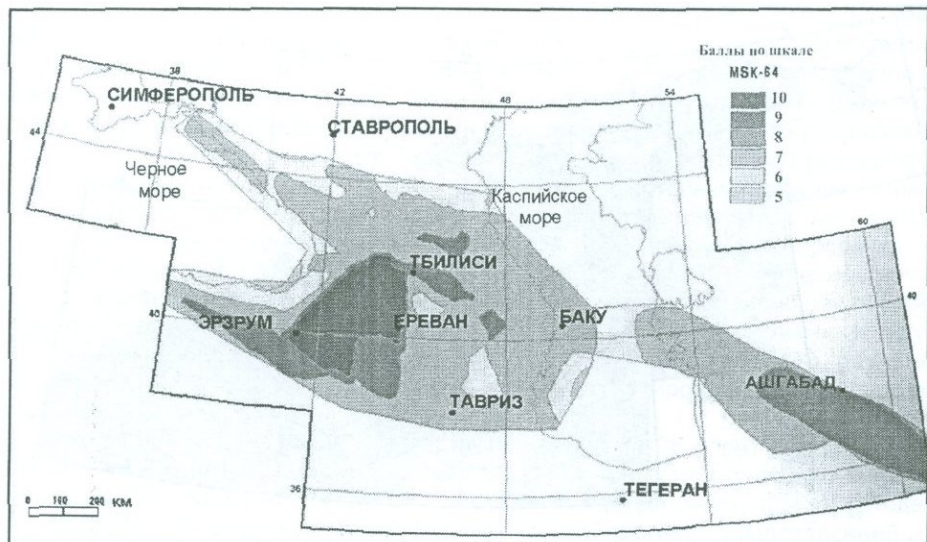 Баллы по шкале
MSK-64
10
9
8
7
6
5
38
42
48
54
60
44
40
40
36
СИМФЕРОПОЛЬ
СТАВРОПОЛЬ
Черное
море
Каспийское
море
ТБИЛИСИ
ЭРЗРУМ
ЕРЕВАН
БАКУ
АШГАБАД
ТАВРИЗ
ТЕГЕРАН
0 100 200 КМ